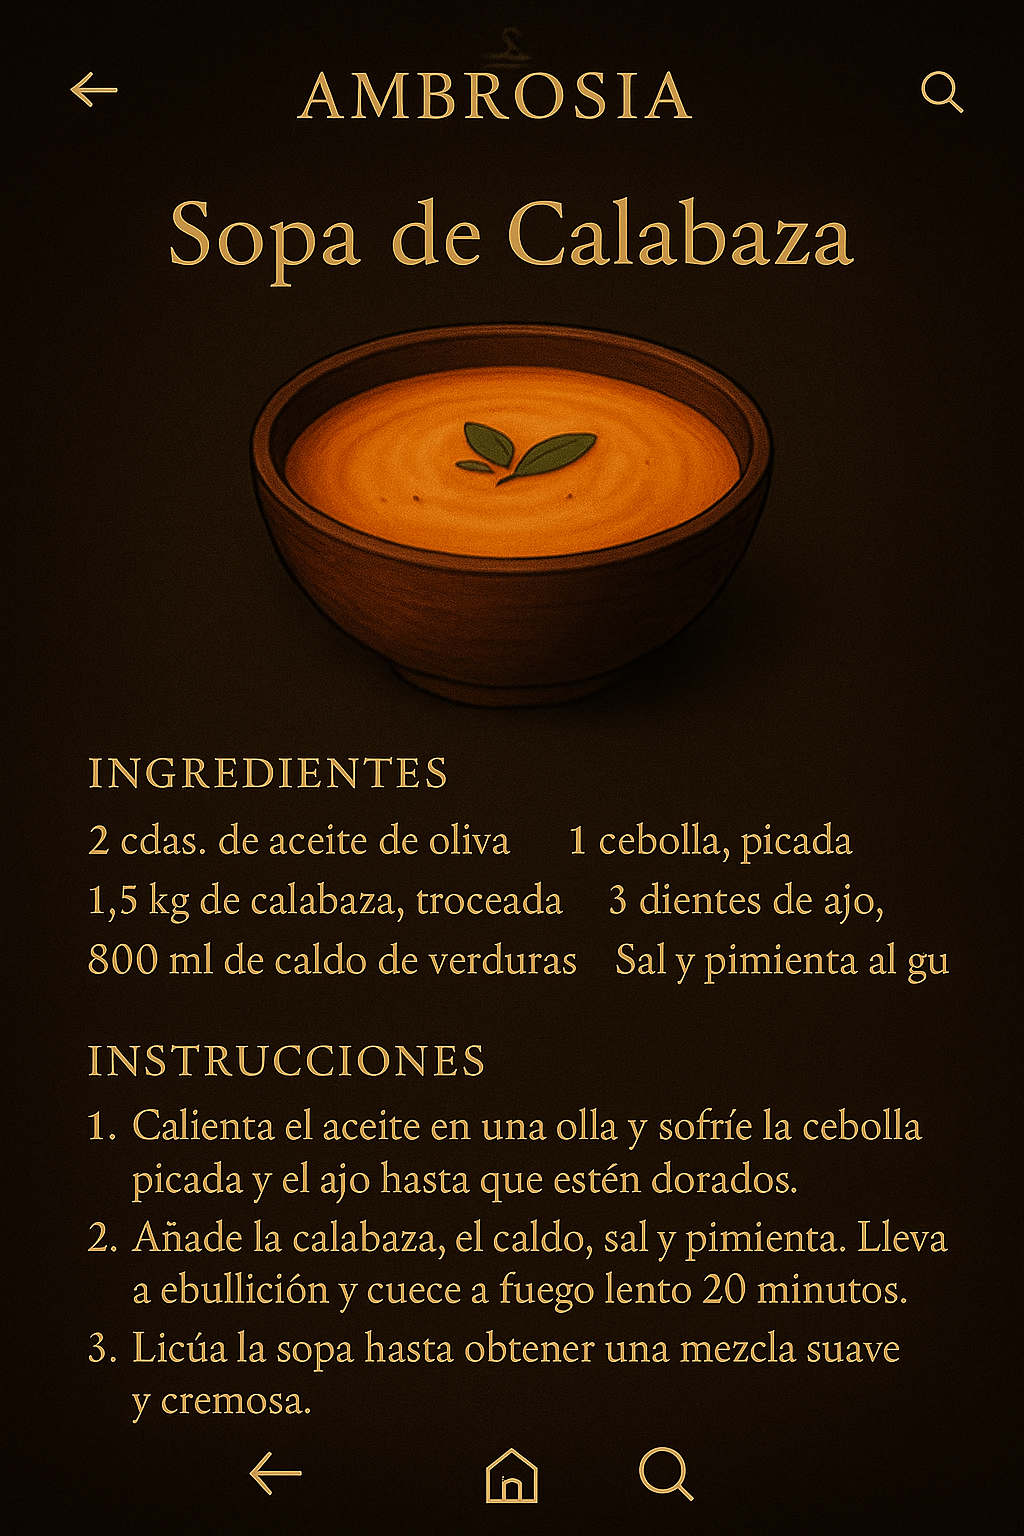 AMBROSIA
Sopa de Calabaza
INGREDIENTES
2 cdas. de aceite de oliva 1 cebolla, picada
1,5 kg de calabaza, troceada 3 dientes de ajo,
800 ml de caldo de verduras Sal y pimienta al gu
INSTRUCCIONES
1. Calienta el aceite en una olla y sofríe la cebolla
picada y el ajo hasta que estén dorados.
2. Añade la calabaza, el caldo, sal y pimienta. Lleva
a ebullición y cuece a fuego lento 20 minutos.
3. Licúa la sopa hasta obtener una mezcla suave
y cremosa.